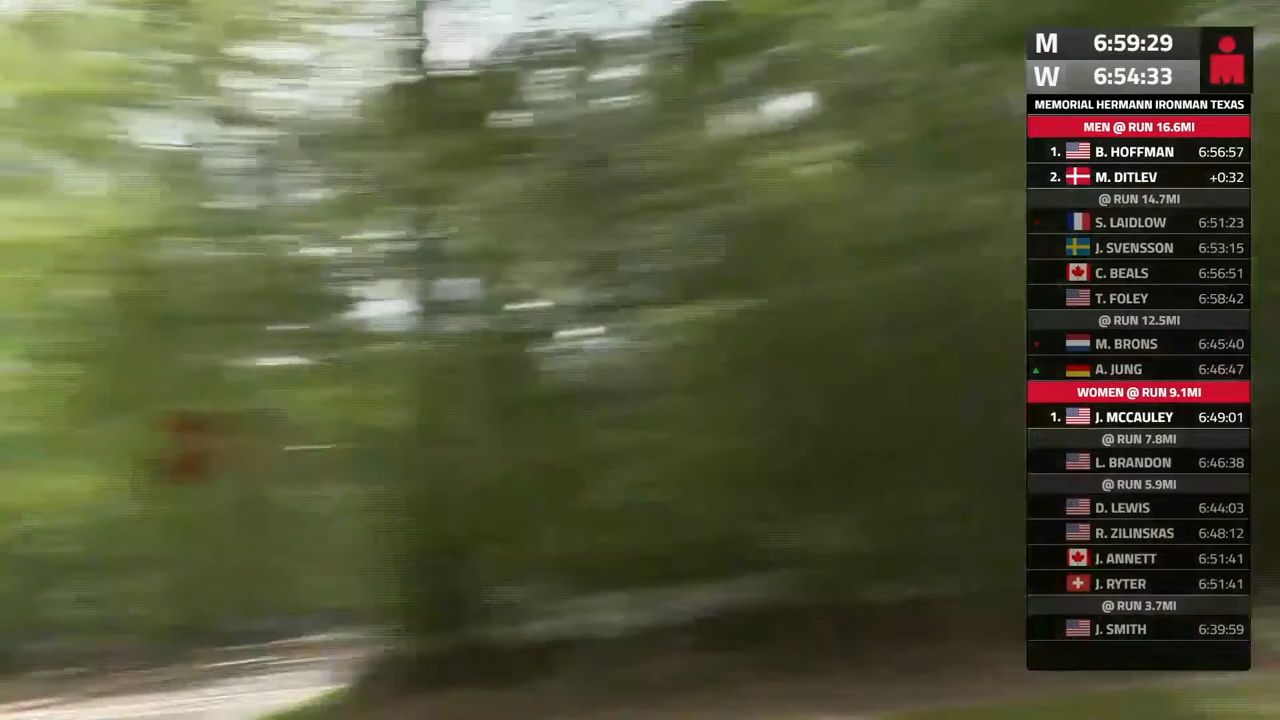 M 6:59:29
W 6:54:33
MEMORIAL HERMANN IRONMAN TEXAS
MEN @ RUN 16.6MI
1. B. HOFFMAN 6:56:57
2. M. DITLEV +0:32
@ RUN 14.7MI
S. LAIDLOW 6:51:23
J. SVENSSON 6:53:15
C. BEALS 6:56:51
T. FOLEY 6:58:42
@ RUN 12.5MI
M. BRONS 6:45:40
A. JUNG 6:46:47
WOMEN @ RUN 9.1MI
1. J. MCCAULEY 6:49:01
@ RUN 7.8MI
L. BRANDON 6:46:38
@ RUN 5.9MI
D. LEWIS 6:44:03
R. ZILINSKAS 6:48:12
J. ANNETT 6:51:41
J. RYTER 6:51:41
@ RUN 3.7MI
J. SMITH 6:39:59